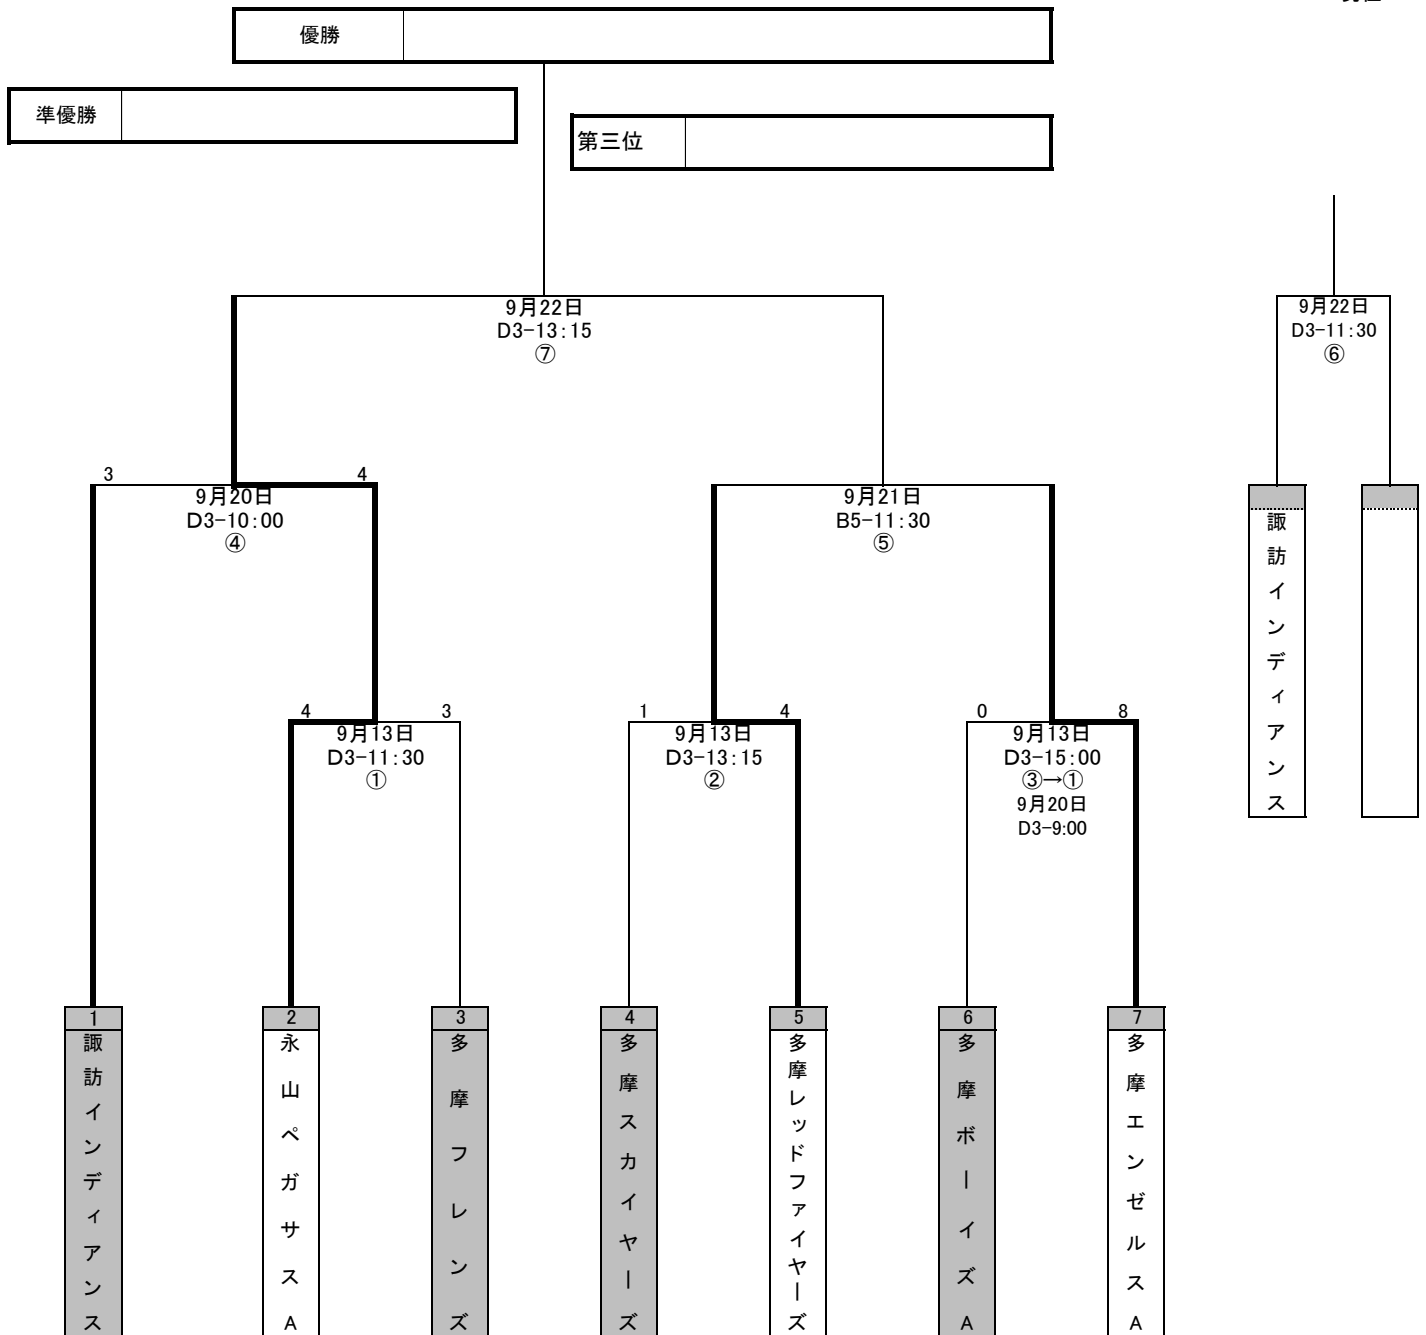 優勝
準優勝
第三位
9月22日
D3-13:15
⑦
9月22日
D3-11:30
⑥
3
4
9月20日
D3-10:00
④
9月21日
B5-11:30
⑤
諏訪インディアンス
4
3
9月13日
D3-11:30
①
1
4
9月13日
D3-13:15
②
0
8
9月13日
D3-15:00
③→①
9月20日
D3-9:00
1
諏訪インディアンス
2
永山ペガサスA
3
多摩フレンズ
4
多摩スカイヤーズ
5
多摩レッドファイヤーズ
6
多摩ボーイズA
7
多摩エンゼルスA